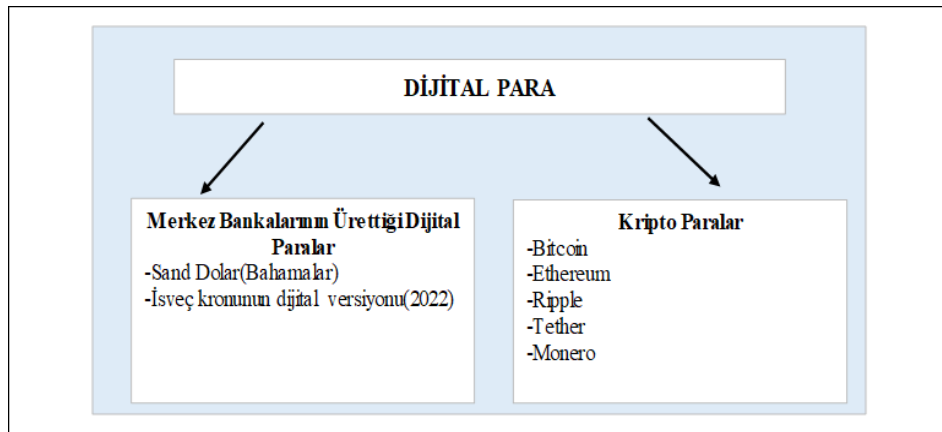 DİJİTAL PARA
Merkez Bankalarının Ürettiği Dijital
Paralar
-Sand Dolar(Bahamalar)
-İsveç kronunun dijital versiyonu(2022)
Kripto Paralar
-Bitcoin
-Ethereum
-Ripple
-Tether
-Monero